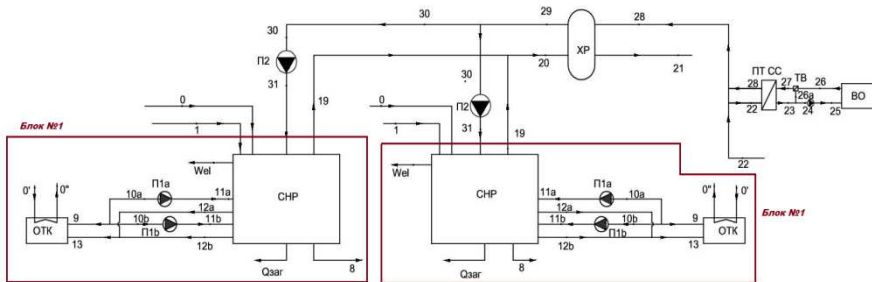 30
29
28
30
П2
31
19
0
1
Блок №1
Wel
СНР
0'
0''
10a
П1a
11a
12a
9
10b
11b
П1b
ОТК
13
12b
Qзаг
8
30
П2
31
19
0
1
Wel
СНР
11a
П1a
10a
12a
11b
10b
9
П1b
12b
13
ОТК
0''
0'
Блок №1
Qзаг
8
ХР
20
21
ПТ СС
ТВ
28
27
26
26a
22
23
24
25
ВО
22